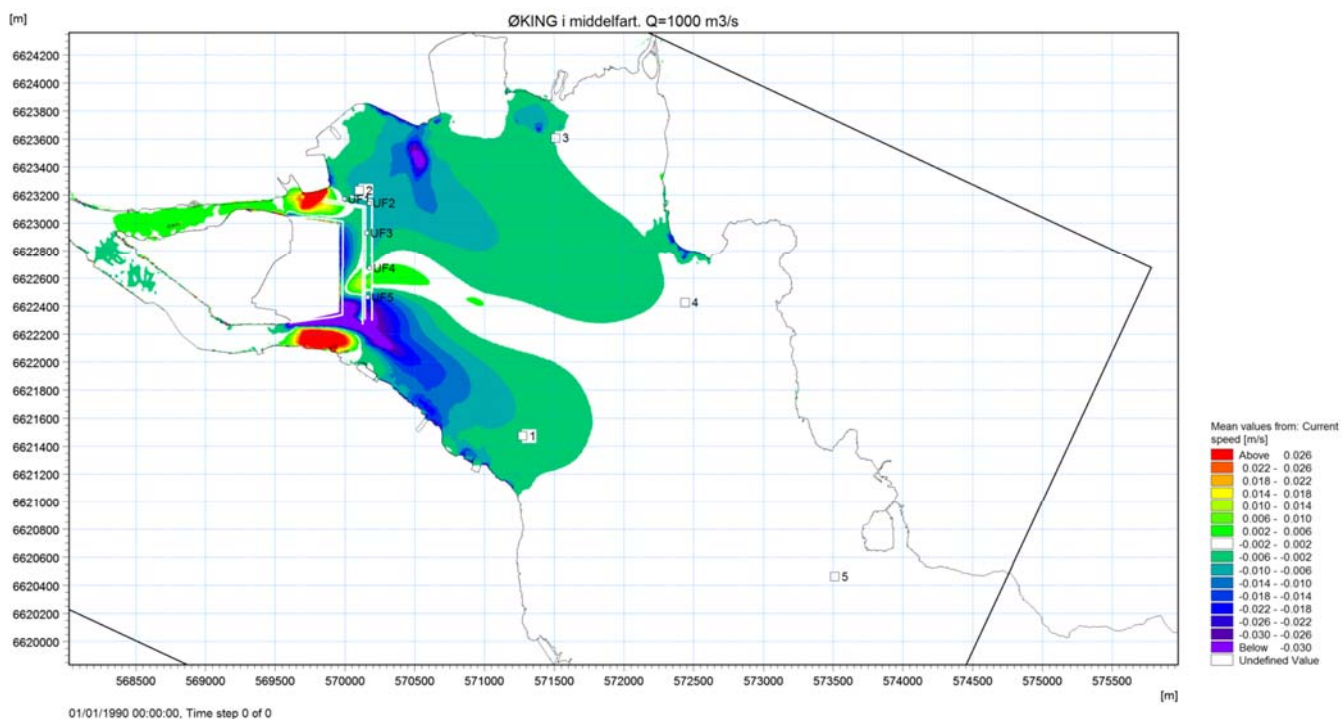 [m]
ØKING i middelfart. Q=1000 m3/s
6624200
6624000
6623800
6623600
6623400
6623200
6623000
6622800
6622600
6622400
6622200
6622000
6621800
6621600
6621400
6621200
6621000
6620800
6620600
6620400
6620200
6620000
3
2
UF1
UF2
UF3
UF4
UF5
4
1
5
568500 569000 569500 570000 570500 571000 571500 572000 572500 573000 573500 574000 574500 575000 575500
[m]
Mean values from: Current
speed [m/s]
Above 0.026
0.022 - 0.026
0.018 - 0.022
0.014 - 0.018
0.010 - 0.014
0.006 - 0.010
0.002 - 0.006
-0.002 - 0.002
-0.006 - -0.002
-0.010 - -0.006
-0.014 - -0.010
-0.018 - -0.014
-0.022 - -0.018
-0.026 - -0.022
-0.030 - -0.026
Below -0.030
Undefined Value
01/01/1990 00:00:00, Time step 0 of 0